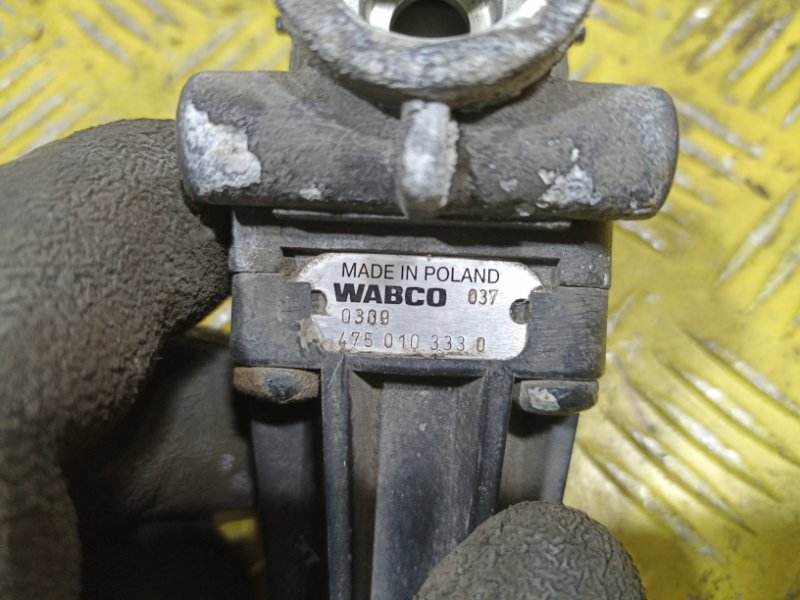 MADE IN POLAND
WABCO 037
0309
475 010 333 0